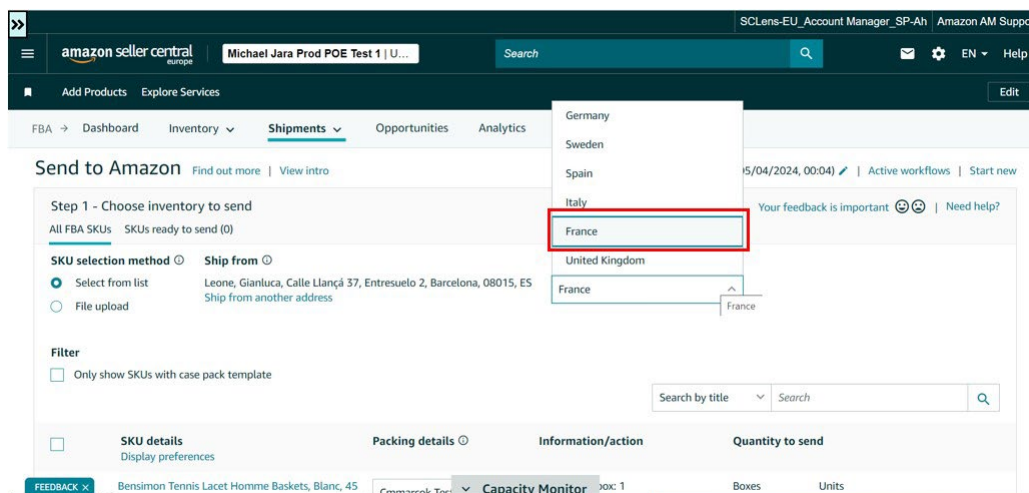 SCLens-EU_Account Manager_SP-Ah Amazon AM Suppo
amazon seller central europe Michael Jara Prod POE Test 1 | U... Search EN Help
Add Products Explore Services Edit
FBA → Dashboard Inventory Shipments Opportunities Analytics
Germany
Sweden
Spain
Italy
France
United Kingdom
France
France
Send to Amazon Find out more | View intro 05/04/2024, 00:04) | Active workflows | Start new
Step 1 - Choose inventory to send Your feedback is important | Need help?
All FBA SKUs SKUs ready to send (0)
SKU selection method Ship from
Select from list Leone, Gianluca, Calle Llançá 37, Entresuelo 2, Barcelona, 08015, ES
File upload Ship from another address
Filter
Only show SKUs with case pack template
Search by title Search
SKU details Packing details Information/action Quantity to send
Display preferences
FEEDBACK × Bensimon Tennis Lacet Homme Baskets, Blanc, 45 Capacity Monitor box: 1 Boxes Units